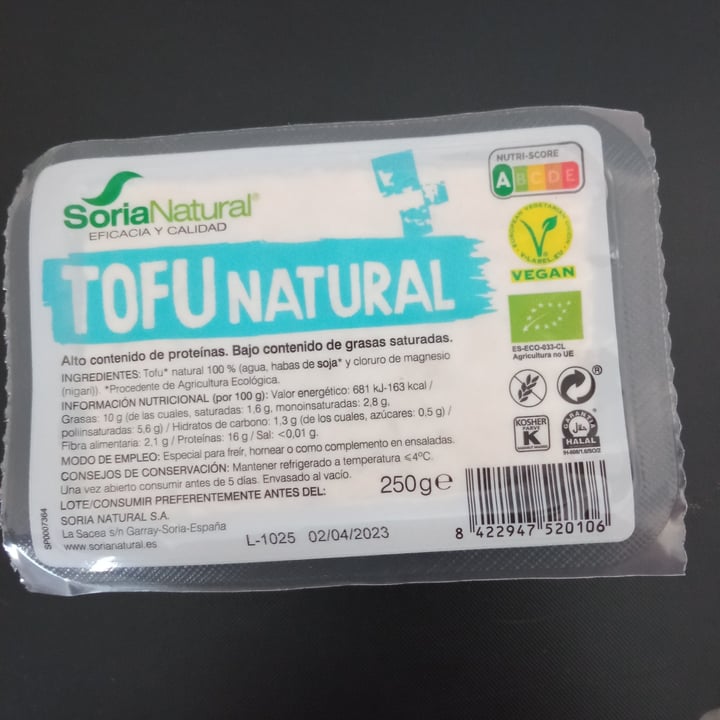 SoriaNatural®
EFICACIA Y CALIDAD
TOFU NATURAL
Alto contenido de proteínas. Bajo contenido de grasas saturadas.
INGREDIENTES: Tofu* natural 100 % (agua, habas de soja* y cloruro de magnesio
(nigari)). *Procedente de Agricultura Ecológica.
INFORMACIÓN NUTRICIONAL (por 100 g): Valor energético: 681 kJ-163 kcal /
Grasas: 10 g (de las cuales, saturadas: 1,6 g, monoinsaturadas: 2,8 g,
poliinsaturadas: 5,6 g) / Hidratos de carbono: 1,3 g (de los cuales, azúcares: 0,5 g) /
Fibra alimentaria: 2,1 g / Proteínas: 16 g / Sal: <0,01 g.
MODO DE EMPLEO: Especial para freír, hornear o como complemento en ensaladas.
CONSEJOS DE CONSERVACIÓN: Mantener refrigerado a temperatura ⩽4ºC.
Una vez abierto consumir antes de 5 días. Envasado al vacío.
LOTE/CONSUMIR PREFERENTEMENTE ANTES DEL:
250g℮
SORIA NATURAL S.A.
La Sacea s/n Garray-Soria-España
www.sorianatural.es
L-1025 02/04/2023
SP0007364
NUTRI-SCORE
A B C D E
EUROPEAN VEGETARIAN
V-LABEL.EU
VEGAN
ES-ECO-033-CL
Agricultura no UE
®
KOSHER
PARVE
K
GARANTIA
HALAL
8 422947 520106